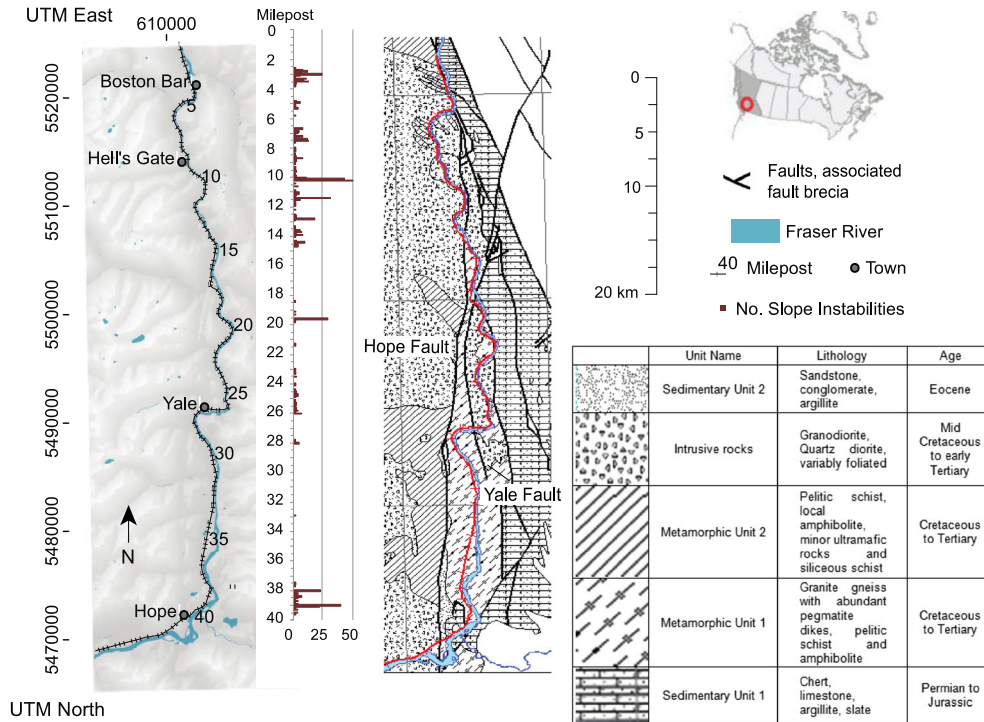 UTM East
610000
Milepost
0
2
4
6
8
10
12
14
16
18
20
22
24
26
28
30
32
34
36
38
40
0
25
50
5520000
5510000
5500000
5490000
5480000
5470000
UTM North
Boston Bar
5
Hell's Gate
10
15
20
25
Yale
30
35
Hope
40
N
Hope Fault
Yale Fault
0
5
10
20 km
Faults, associated
fault brecia
Fraser River
40 Milepost
Town
No. Slope Instabilities
Unit Name Lithology Age
Sedimentary Unit 2
Sandstone,
conglomerate,
argillite
Eocene
Intrusive rocks
Granodiorite,
Quartz diorite,
variably foliated
Mid
Cretaceous
to early
Tertiary
Metamorphic Unit 2
Pelitic schist,
local
amphibolite,
minor ultramafic
rocks and
siliceous schist
Cretaceous
to Tertiary
Metamorphic Unit 1
Granite gneiss
with abundant
pegmatite
dikes, pelitic
schist and
amphibolite
Cretaceous
to Tertiary
Sedimentary Unit 1
Chert,
limestone,
argillite, slate
Permian to
Jurassic